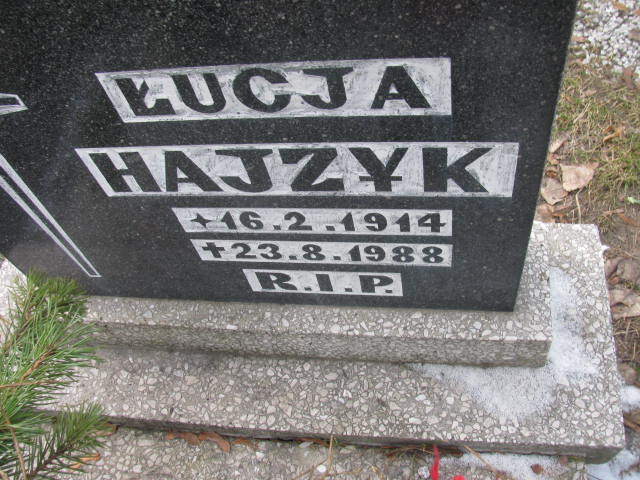 ŁUCJA
HAJZYK
✦16.2.1914
✝23.8.1988
R.I.P.